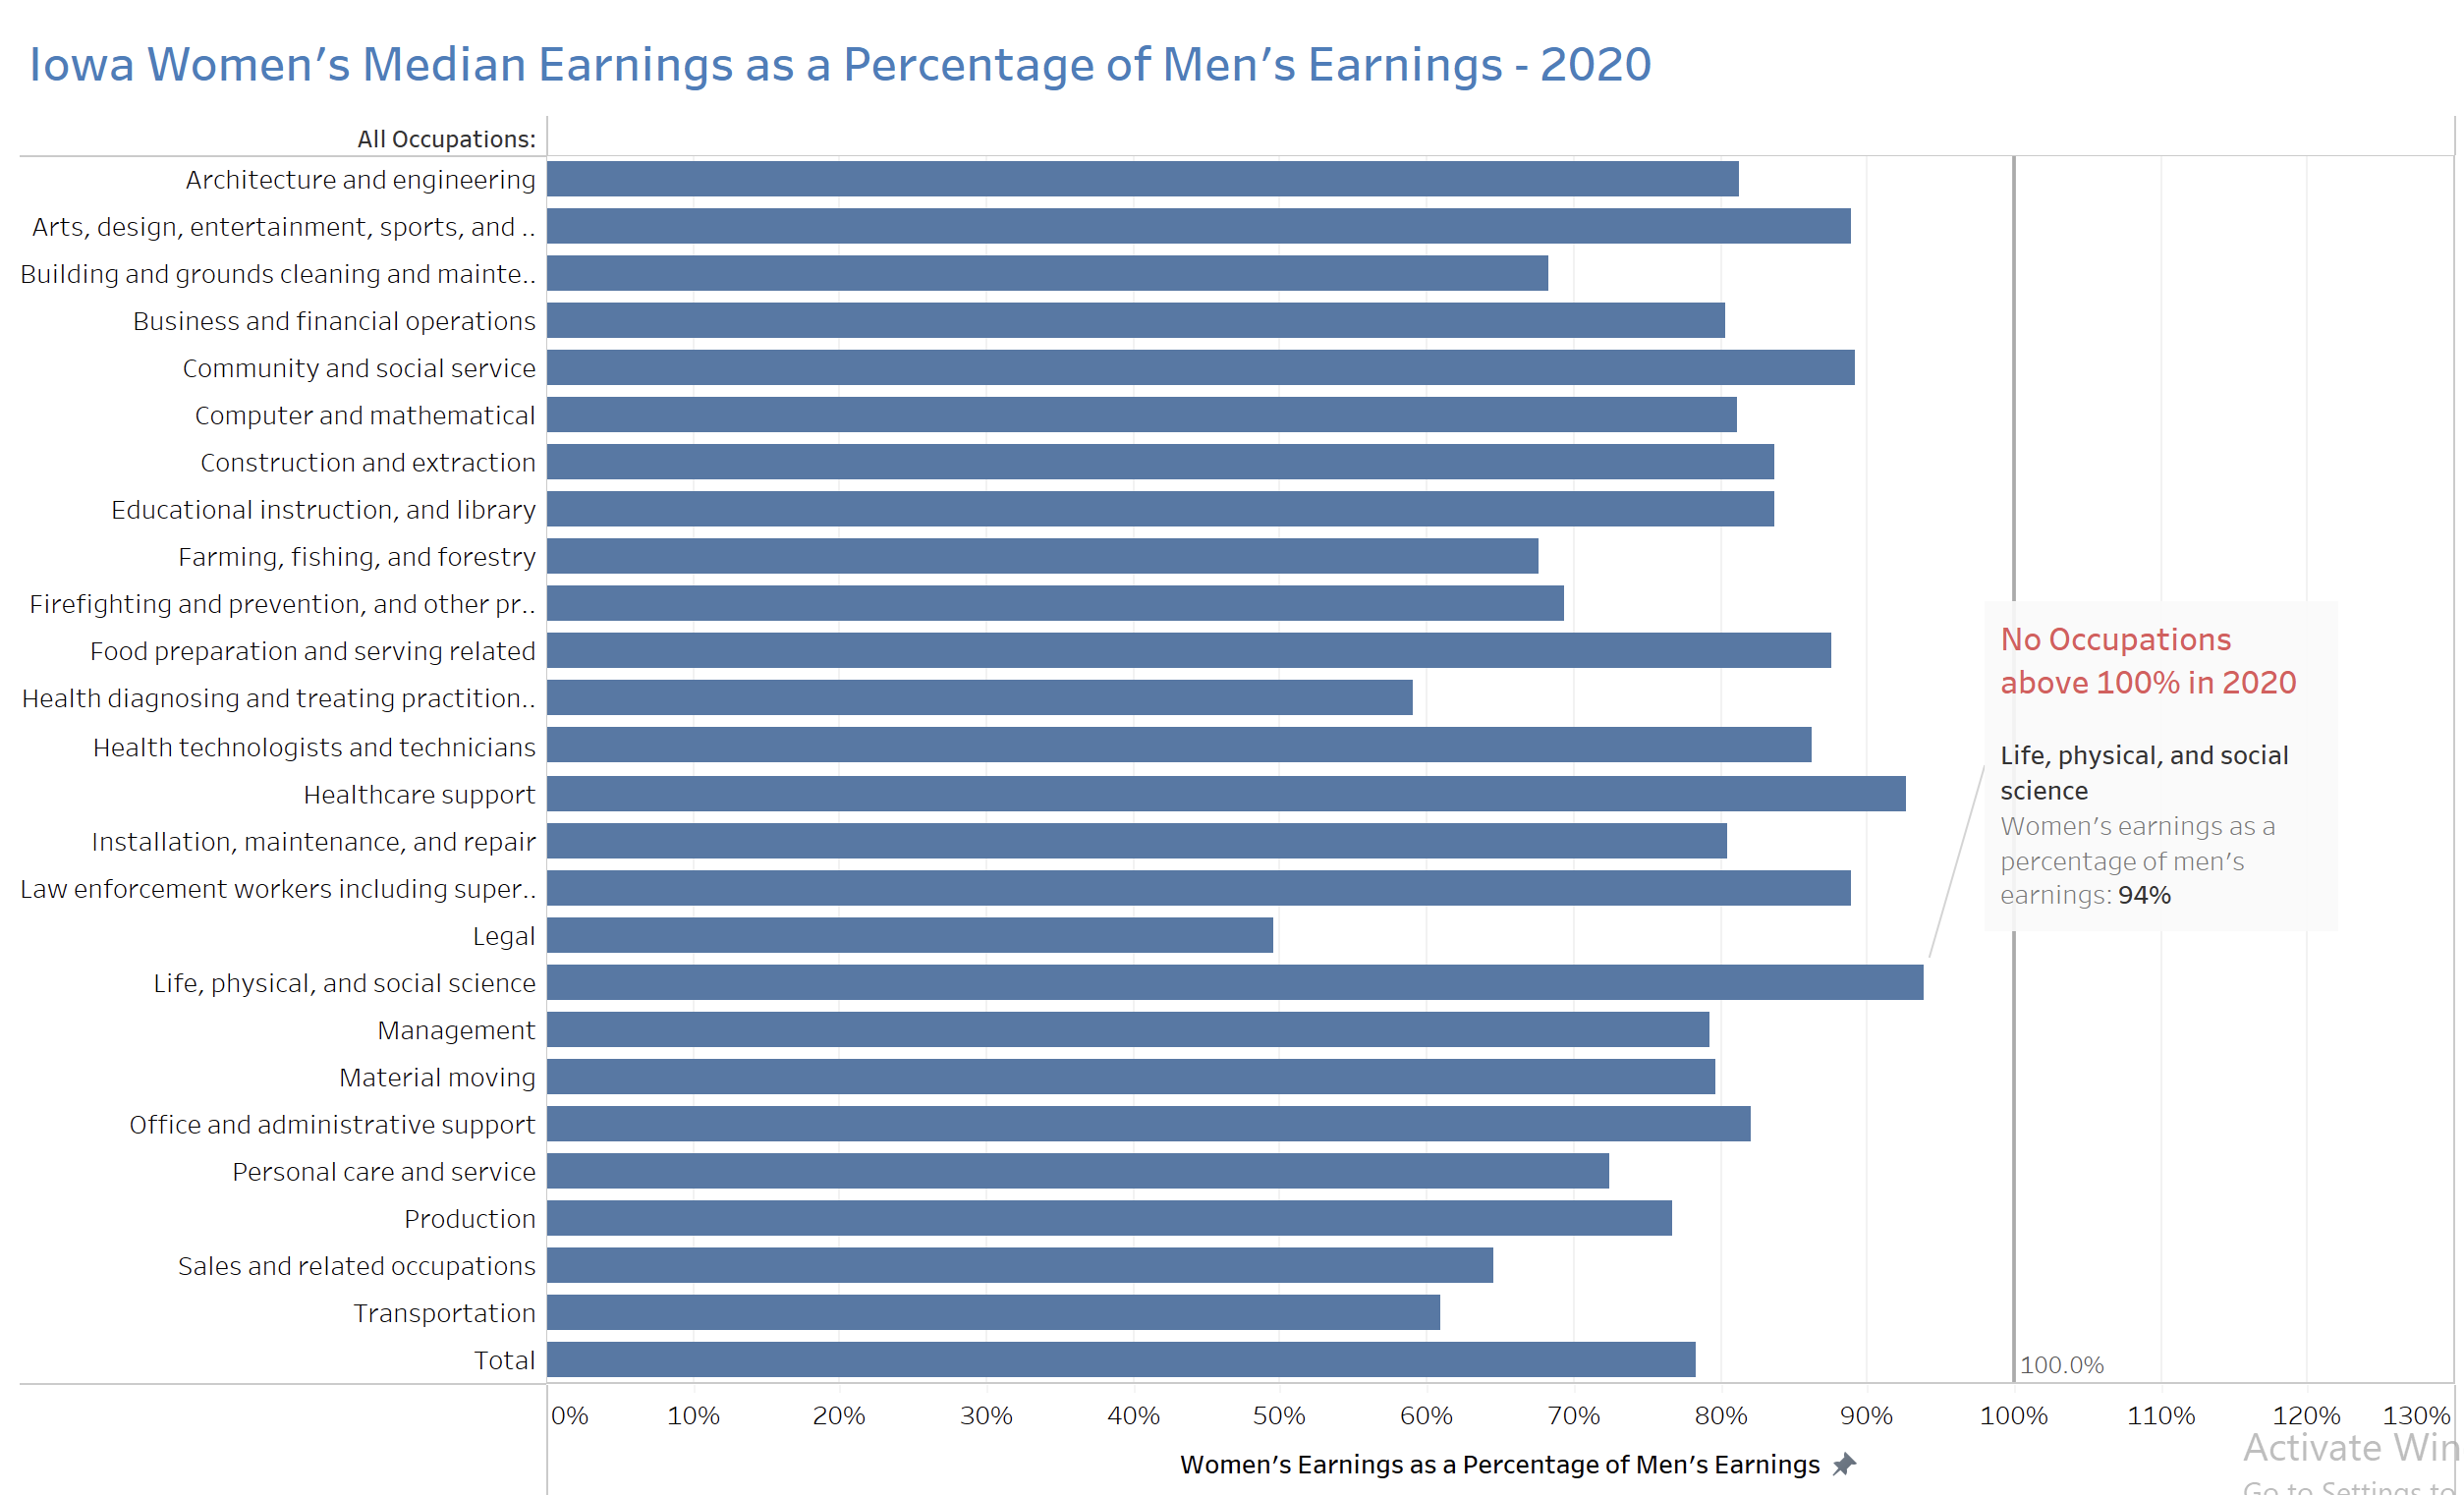 Iowa Women's Median Earnings as a Percentage of Men's Earnings - 2020
All Occupations:
Architecture and engineering
Arts, design, entertainment, sports, and ..
Building and grounds cleaning and mainte..
Business and financial operations
Community and social service
Computer and mathematical
Construction and extraction
Educational instruction, and library
Farming, fishing, and forestry
Firefighting and prevention, and other pr..
Food preparation and serving related
Health diagnosing and treating practition..
Health technologists and technicians
Healthcare support
Installation, maintenance, and repair
Law enforcement workers including super..
Legal
Life, physical, and social science
Management
Material moving
Office and administrative support
Personal care and service
Production
Sales and related occupations
Transportation
Total
No Occupations
above 100% in 2020
Life, physical, and social
science
Women's earnings as a
percentage of men's
earnings: 94%
100.0%
0% 10% 20% 30% 40% 50% 60% 70% 80% 90% 100% 110% 120% 130%
Women's Earnings as a Percentage of Men's Earnings
Activate Win
Go to Settings to